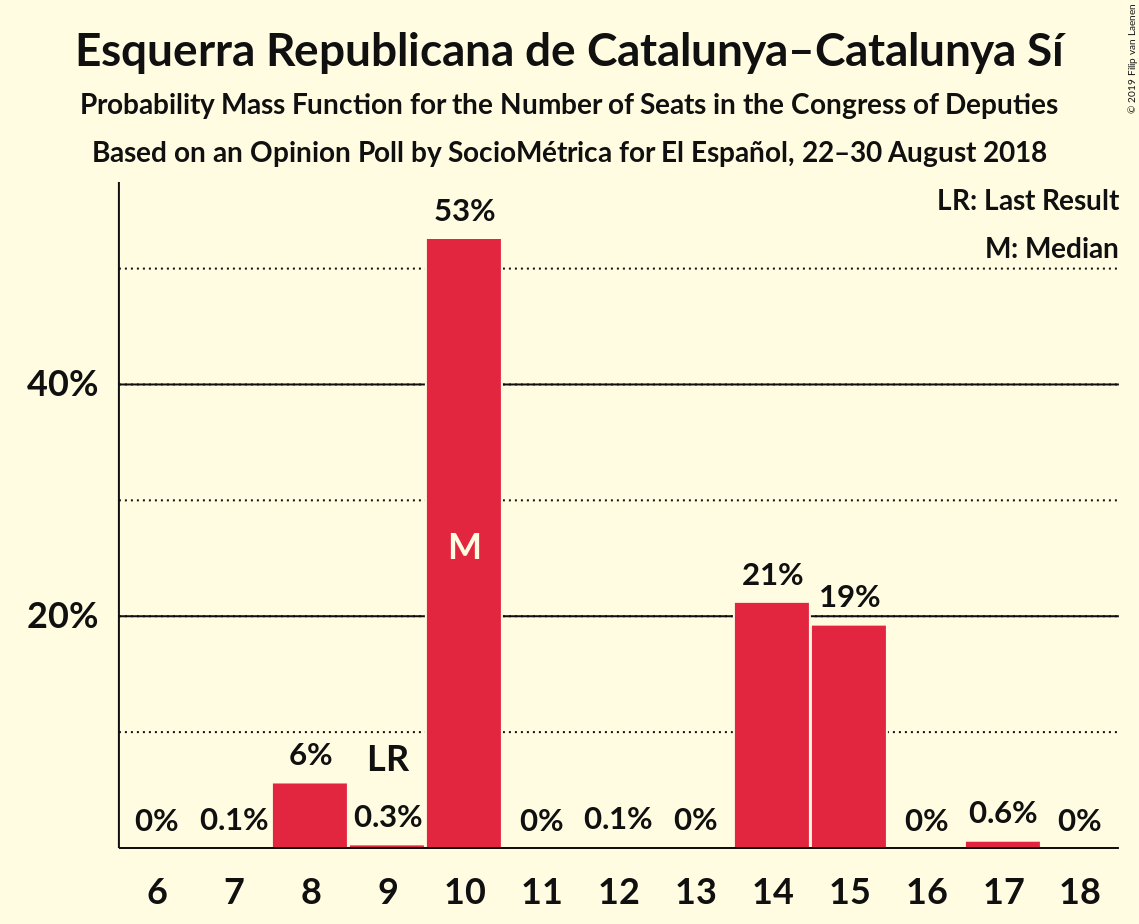 Esquerra Republicana de Catalunya–Catalunya Sí
Probability Mass Function for the Number of Seats in the Congress of Deputies
Based on an Opinion Poll by SocioMétrica for El Español, 22–30 August 2018
© 2019 Filip van Laenen
LR: Last Result
M: Median
53%
40%
M
21%
19%
20%
6%
LR
0%
0.1%
0.3%
0%
0.1%
0%
0%
0.6%
0%
6 7 8 9 10 11 12 13 14 15 16 17 18